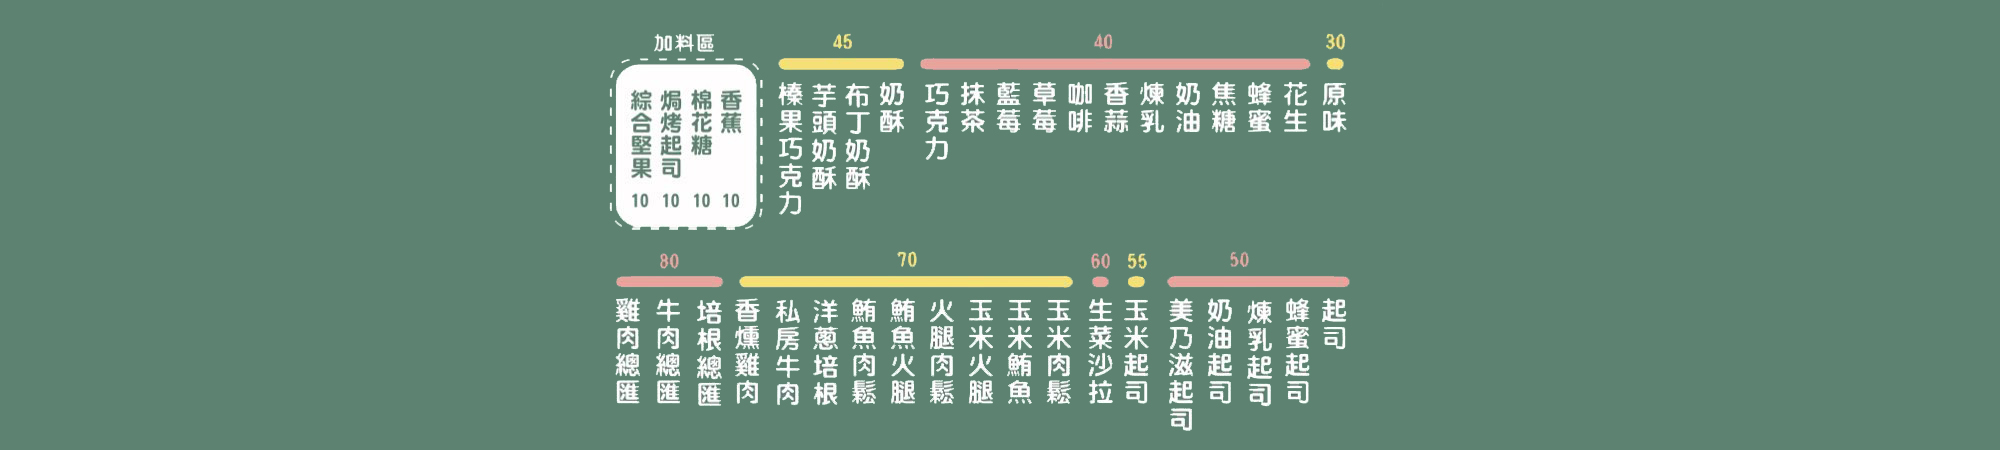 30
原味
40
花生
蜂蜜
焦糖
奶油
煉乳
香蒜
咖啡
草莓
藍莓
抹茶
巧克力
45
奶酥
布丁奶酥
芋頭奶酥
榛果巧克力
加料區
香蕉 10
棉花糖 10
焗烤起司 10
綜合堅果 10
50
起司
蜂蜜起司
煉乳起司
奶油起司
美乃滋起司
55
玉米起司
60
生菜沙拉
70
玉米肉鬆
玉米鮪魚
玉米火腿
火腿肉鬆
鮪魚火腿
鮪魚肉鬆
洋蔥培根
私房牛肉
香燻雞肉
80
培根總匯
牛肉總匯
雞肉總匯